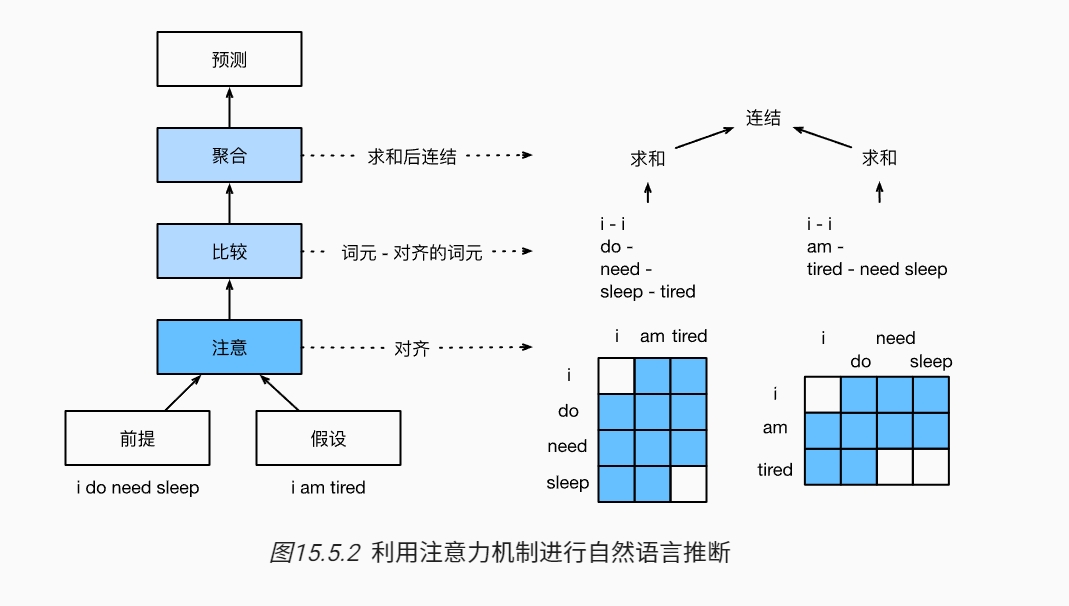 预测
聚合
求和后连结
比较
词元 - 对齐的词元
注意
对齐
前提
假设
i do need sleep
i am tired
连结
求和
求和
i - i
do -
need -
sleep - tired
i - i
am -
tired - need sleep
i am tired
i
do
need
sleep
i need
do sleep
i
am
tired
图15.5.2 利用注意力机制进行自然语言推断